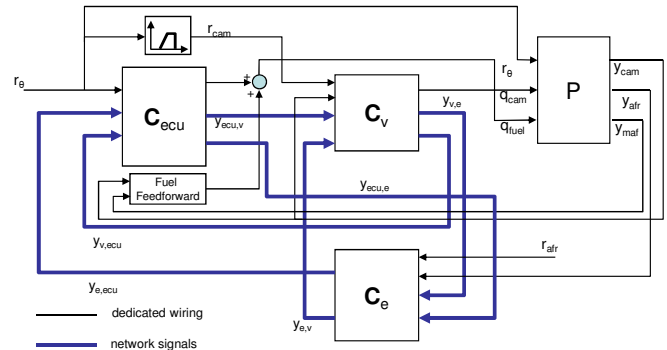 r_cam
r_θ
+
+
C_ecu
y_ecu,v
C_v
y_v,e
r_θ
q_cam
q_fuel
P
y_cam
y_afr
y_maf
Fuel
Feedforward
y_ecu,e
y_v,ecu
r_afr
C_e
y_e,ecu
y_e,v
dedicated wiring
network signals